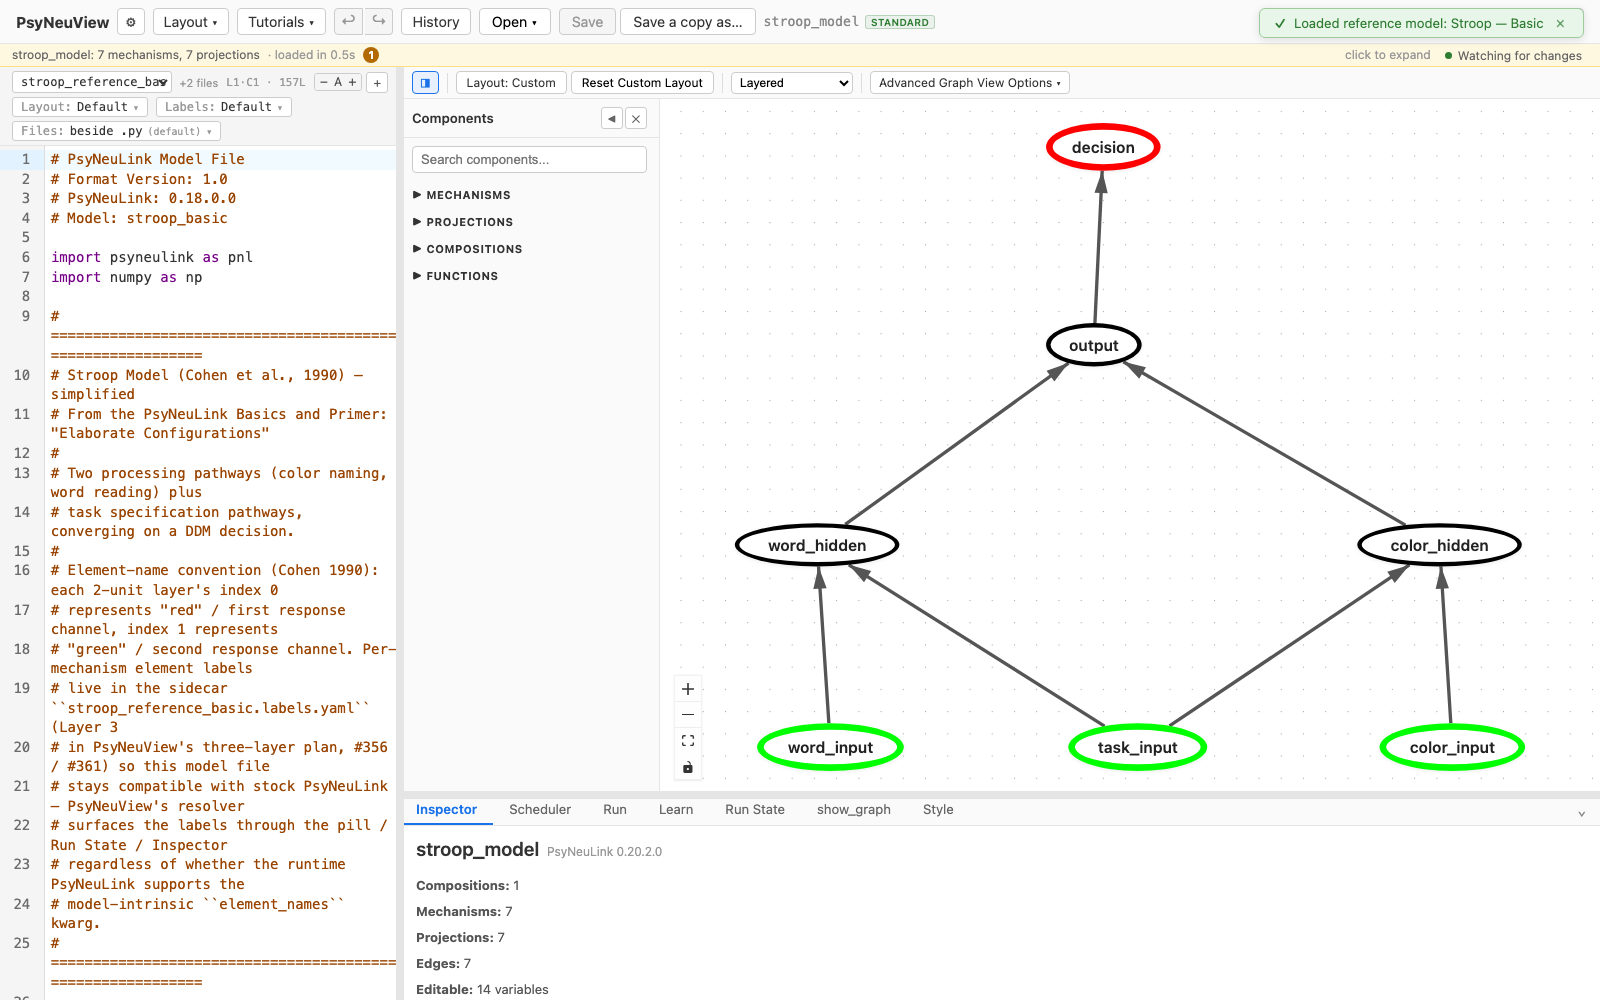 PsyNeuView
Layout
Tutorials
History
Open
Save
Save a copy as...
stroop_model STANDARD
✓ Loaded reference model: Stroop — Basic ×
stroop_model: 7 mechanisms, 7 projections · loaded in 0.5s 1
click to expand
Watching for changes
+2 files L1:C1 · 157L
− A +
+
Layout: Default
Labels: Default
Files: beside .py (default)
Layout: Custom
Reset Custom Layout
Layered
Advanced Graph View Options
1 # PsyNeuLink Model File
2 # Format Version: 1.0
3 # PsyNeuLink: 0.18.0.0
4 # Model: stroop_basic
5
6 import psyneulink as pnl
7 import numpy as np
8
9 #
=========================================
==================
10 # Stroop Model (Cohen et al., 1990) —
simplified
11 # From the PsyNeuLink Basics and Primer:
"Elaborate Configurations"
12 #
13 # Two processing pathways (color naming,
word reading) plus
14 # task specification pathways,
converging on a DDM decision.
15 #
16 # Element-name convention (Cohen 1990):
each 2-unit layer's index 0
17 # represents "red" / first response
channel, index 1 represents
18 # "green" / second response channel. Per-
mechanism element labels
19 # live in the sidecar
``stroop_reference_basic.labels.yaml``
(Layer 3
20 # in PsyNeuView's three-layer plan, #356
/ #361) so this model file
21 # stays compatible with stock PsyNeuLink
— PsyNeuView's resolver
22 # surfaces the labels through the pill /
Run State / Inspector
23 # regardless of whether the runtime
PsyNeuLink supports the
24 # model-intrinsic ``element_names``
kwarg.
25 #
=========================================
==================
Components
Search components...
MECHANISMS
PROJECTIONS
COMPOSITIONS
FUNCTIONS
decision
output
word_hidden
color_hidden
word_input
task_input
color_input
Inspector
Scheduler
Run
Learn
Run State
show_graph
Style
stroop_model PsyNeuLink 0.20.2.0
Compositions: 1
Mechanisms: 7
Projections: 7
Edges: 7
Editable: 14 variables